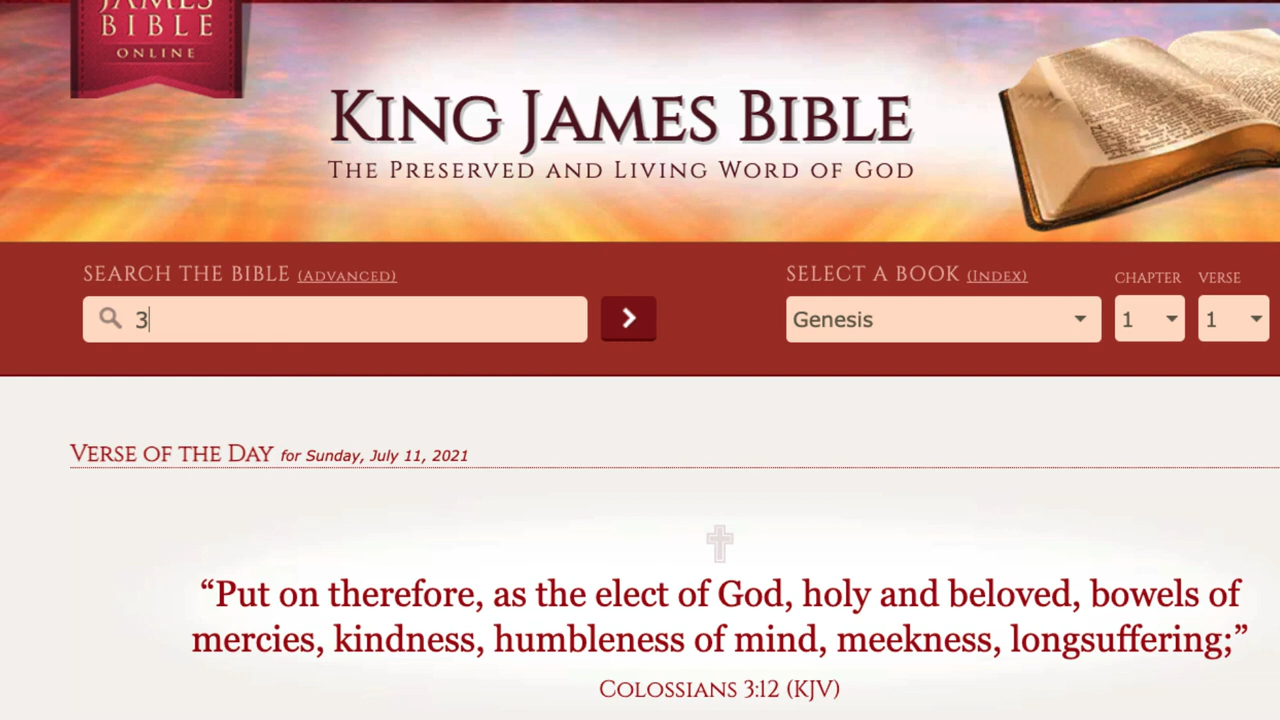 JAMES
BIBLE
ONLINE
KING JAMES BIBLE
THE PRESERVED AND LIVING WORD OF GOD
SEARCH THE BIBLE (ADVANCED)
SELECT A BOOK (INDEX) CHAPTER VERSE
3
Genesis 1 1
VERSE OF THE DAY for Sunday, July 11, 2021
“Put on therefore, as the elect of God, holy and beloved, bowels of
mercies, kindness, humbleness of mind, meekness, longsuffering;”
COLOSSIANS 3:12 (KJV)